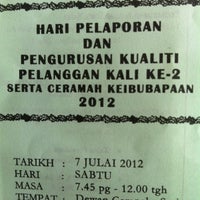 HARI PELAPORAN
DAN
PENGURUSAN KUALITI
PELANGGAN KALI KE-2
SERTA CERAMAH KEIBUBAPAAN
2012
TARIKH : 7 JULAI 2012
HARI : SABTU
MASA : 7.45 pg - 12.00 tgh
TEMPAT : Dewan